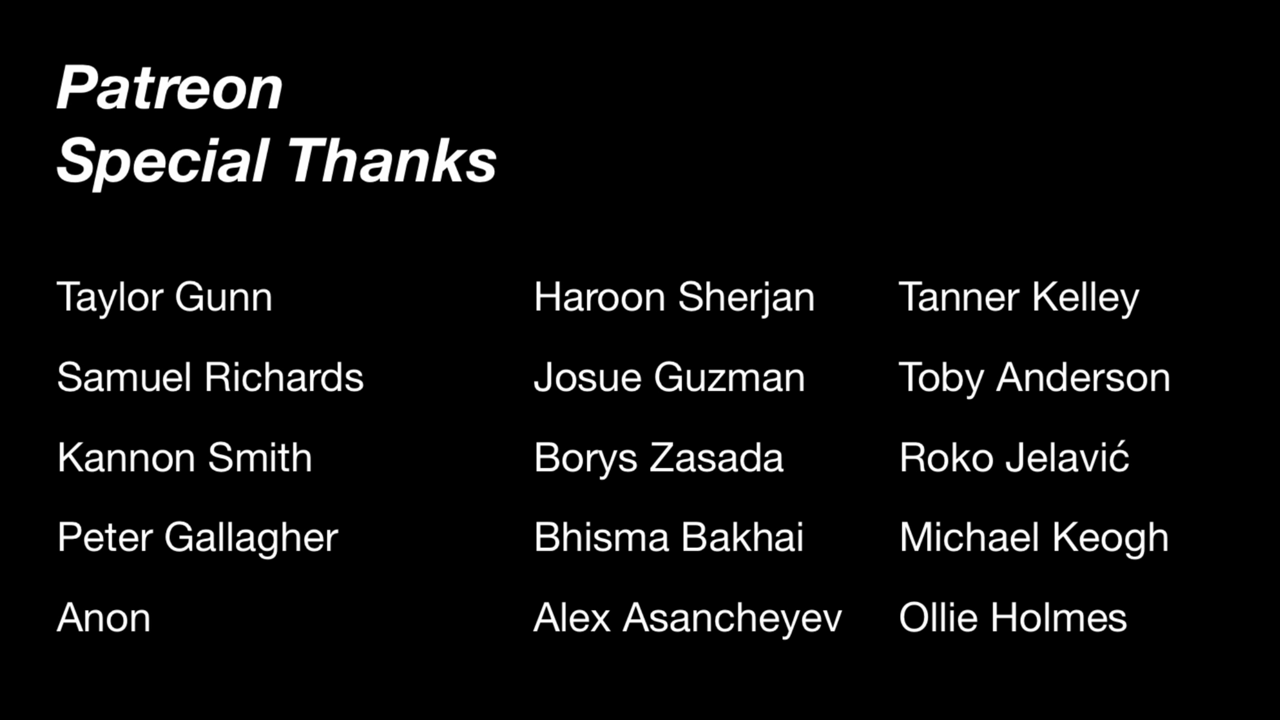 Patreon
Special Thanks
Taylor Gunn
Samuel Richards
Kannon Smith
Peter Gallagher
Anon
Haroon Sherjan
Josue Guzman
Borys Zasada
Bhisma Bakhai
Alex Asancheyev
Tanner Kelley
Toby Anderson
Roko Jelavić
Michael Keogh
Ollie Holmes